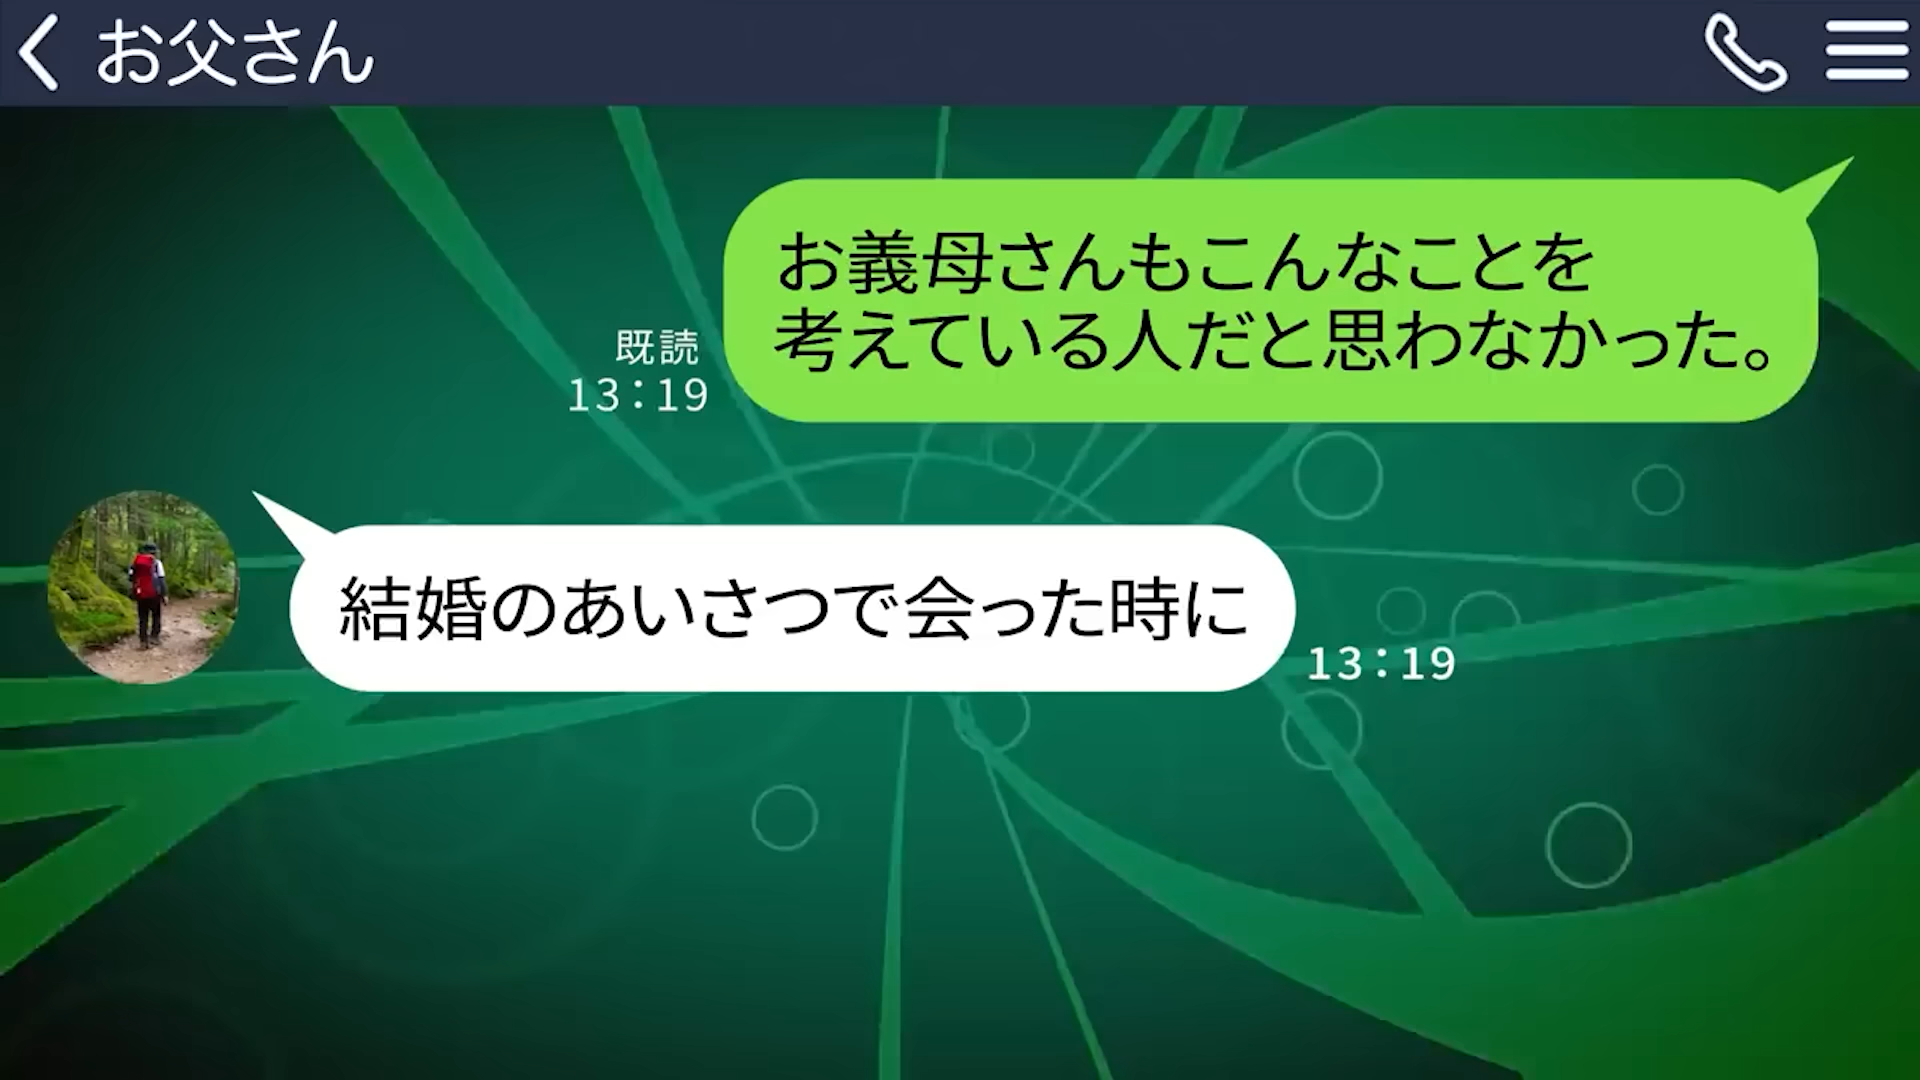 お父さん
お義母さんもこんなことを
考えている人だと思わなかった。
既読
13:19
結婚のあいさつで会った時に
13:19